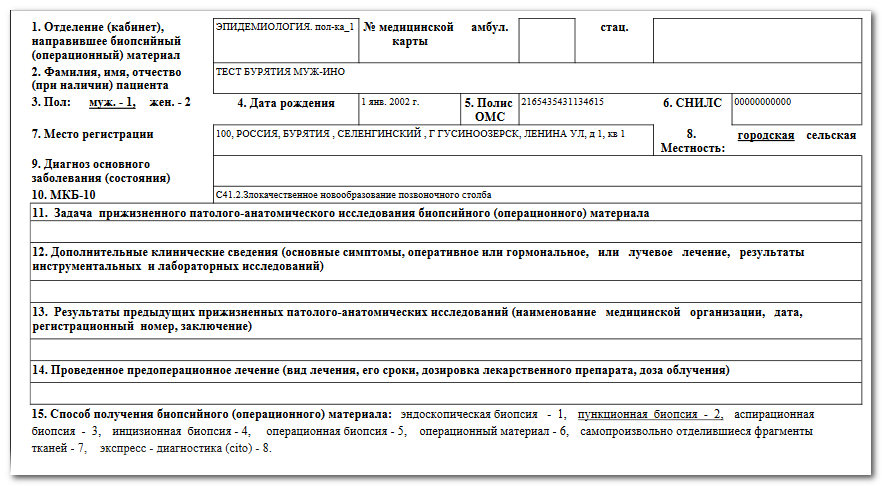 1. Отделение (кабинет), направившее биопсийный (операционный) материал ЭПИДЕМИОЛОГИЯ. пол-ка_1 № медицинской карты амбул. стац.
2. Фамилия, имя, отчество (при наличии) пациента ТЕСТ БУРЯТИЯ МУЖ-ИНО
3. Пол: муж. - 1, жен. - 2 4. Дата рождения 1 янв. 2002 г. 5. Полис ОМС 2165435431134615 6. СНИЛС 00000000000
7. Место регистрации 100, РОССИЯ, БУРЯТИЯ , СЕЛЕНГИНСКИЙ , Г ГУСИНООЗЕРСК, ЛЕНИНА УЛ, д 1, кв 1 8. Местность: городская сельская
9. Диагноз основного заболевания (состояния)
10. МКБ-10 С41.2.Злокачественное новообразование позвоночного столба
11. Задача прижизненного патолого-анатомического исследования биопсийного (операционного) материала
12. Дополнительные клинические сведения (основные симптомы, оперативное или гормональное, или лучевое лечение, результаты
инструментальных и лабораторных исследований)
13. Результаты предыдущих прижизненных патолого-анатомических исследований (наименование медицинской организации, дата,
регистрационный номер, заключение)
14. Проведенное предоперационное лечение (вид лечения, его сроки, дозировка лекарственного препарата, доза облучения)
15. Способ получения биопсийного (операционного) материала: эндоскопическая биопсия - 1, пункционная биопсия - 2, аспирационная
биопсия - 3, инцизионная биопсия - 4, операционная биопсия - 5, операционный материал - 6, самопроизвольно отделившиеся фрагменты
тканей - 7, экспресс - диагностика (cito) - 8.